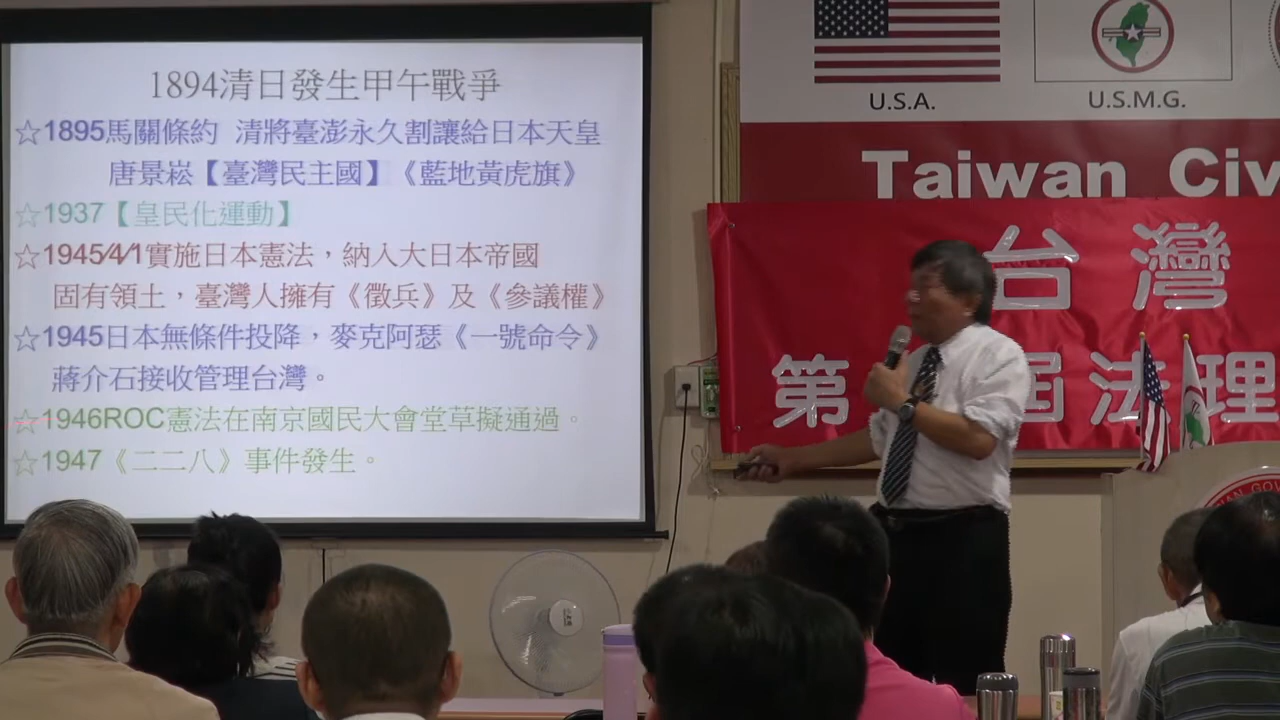 1894清日發生甲午戰爭
☆1895馬關條約 清將臺澎永久割讓給日本天皇
唐景崧【臺灣民主國】《藍地黃虎旗》
☆1937【皇民化運動】
☆1945/4/1實施日本憲法，納入大日本帝國
固有領土，臺灣人擁有《徵兵》及《參議權》
☆1945日本無條件投降，麥克阿瑟《一號命令》
蔣介石接收管理台灣。
☆1946ROC憲法在南京國民大會堂草擬通過。
☆1947《二二八》事件發生。
U.S.A.
U.S.M.G.
Taiwan Civ
台灣
第 屆法理